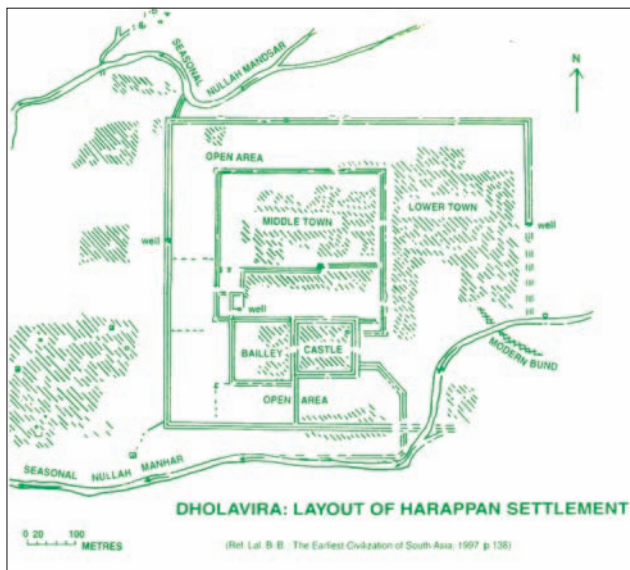 SEASONAL
NULLAH MANDSAR
N
OPEN AREA
MIDDLE TOWN
LOWER TOWN
well
well
well
BAILLEY
CASTLE
MODERN BUND
OPEN AREA
SEASONAL NULLAH MANHAR
DHOLAVIRA: LAYOUT OF HARAPPAN SETTLEMENT
0 20 100
METRES
(Ref. Lal. B. B. : The Earliest Civilization of South Asia, 1997 p.138)